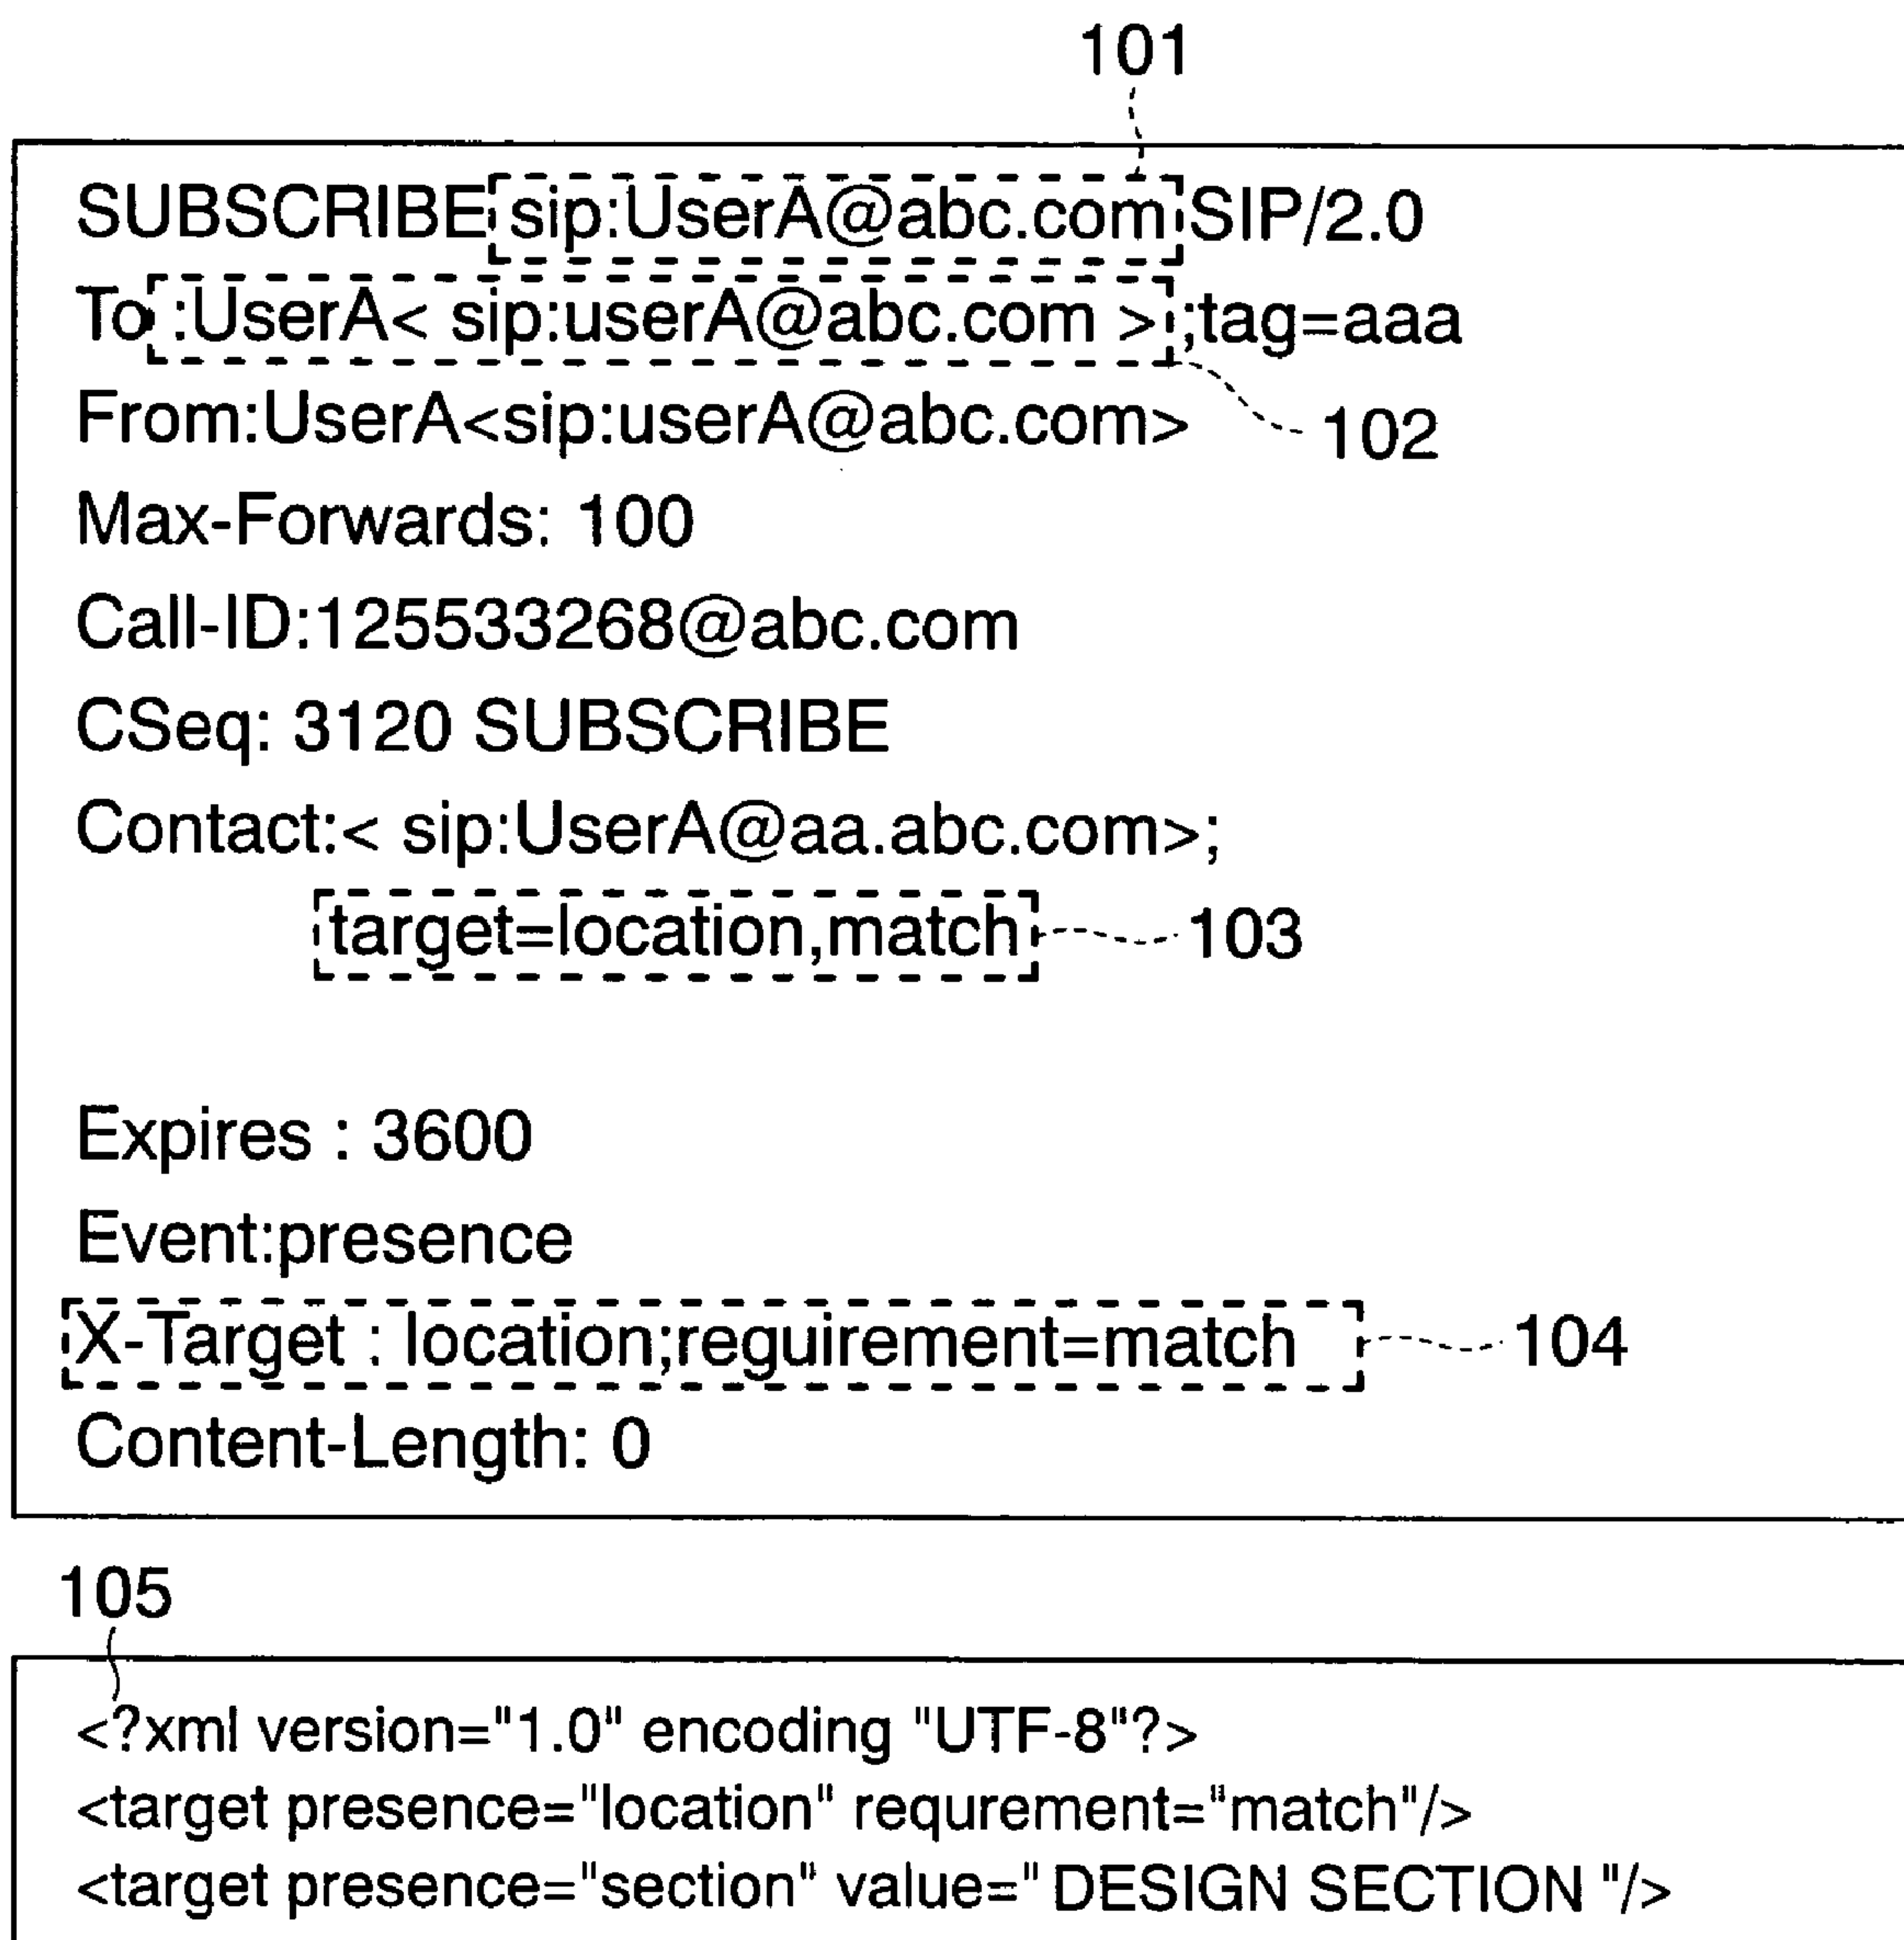 101
SUBSCRIBE sip:UserA@abc.com SIP/2.0
To :UserA< sip:userA@abc.com > ;tag=aaa
From:UserA<sip:userA@abc.com>
102
Max-Forwards: 100
Call-ID:125533268@abc.com
CSeq: 3120 SUBSCRIBE
Contact:< sip:UserA@aa.abc.com>;
target=location,match 103
Expires : 3600
Event:presence
X-Target : location;reguirement=match 104
Content-Length: 0
105
<?xml version="1.0" encoding "UTF-8"?>
<target presence="location" requrement="match"/>
<target presence="section" value=" DESIGN SECTION "/>